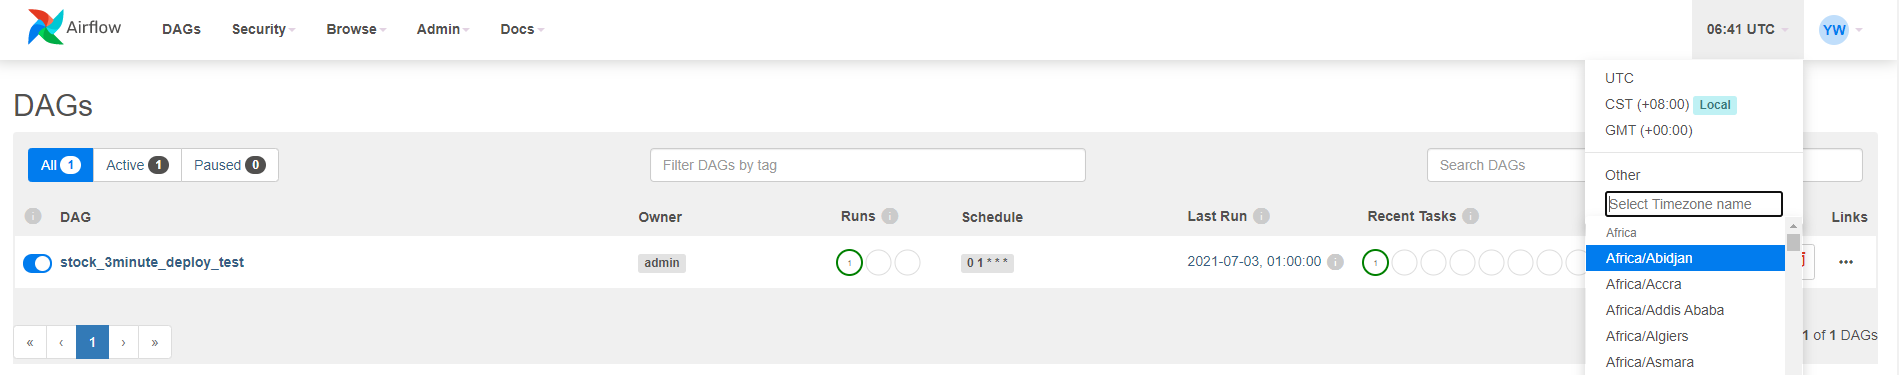 Airflow DAGs Security Browse Admin Docs 06:41 UTC YW
UTC
CST (+08:00) Local
GMT (+00:00)
DAGs
All 1 Active 1 Paused 0 Filter DAGs by tag Search DAGs
Other
Select Timezone name
i DAG Owner Runs i Schedule Last Run i Recent Tasks i Links
Africa
stock_3minute_deploy_test admin 1 0 1 * * * 2021-07-03, 01:00:00 i 1
Africa/Abidjan
Africa/Accra
Africa/Addis Ababa
Africa/Algiers
Africa/Asmara
« ‹ 1 › » 1 of 1 DAGs